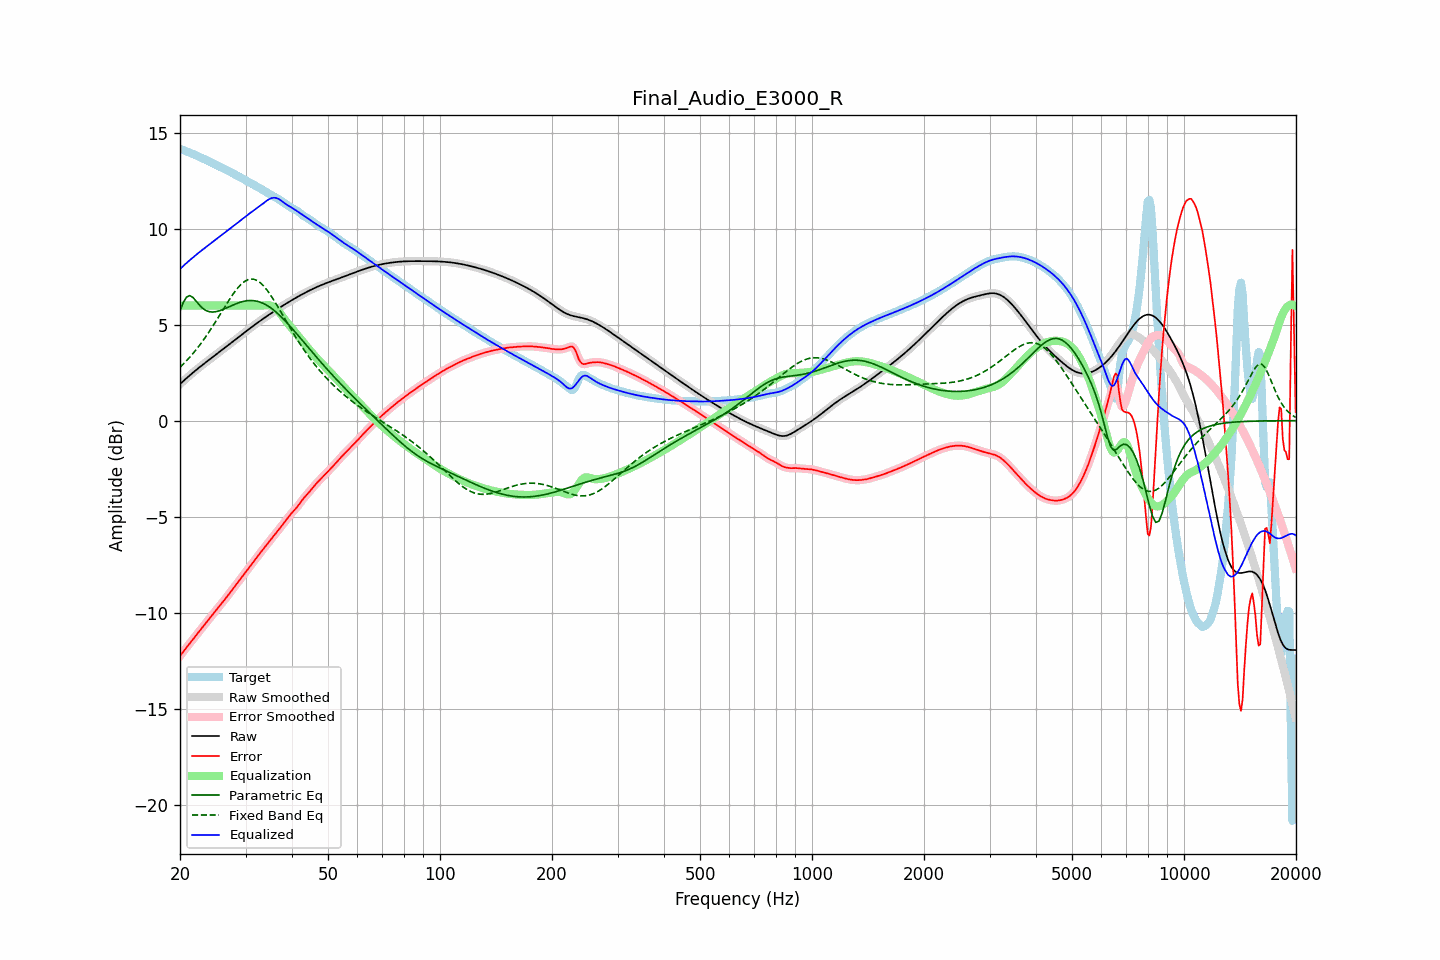 Final_Audio_E3000_R
Amplitude (dBr)
15
10
5
0
−5
−10
−15
−20
Target
Raw Smoothed
Error Smoothed
Raw
Error
Equalization
Parametric Eq
Fixed Band Eq
Equalized
20 50 100 200 500 1000 2000 5000 10000 20000
Frequency (Hz)